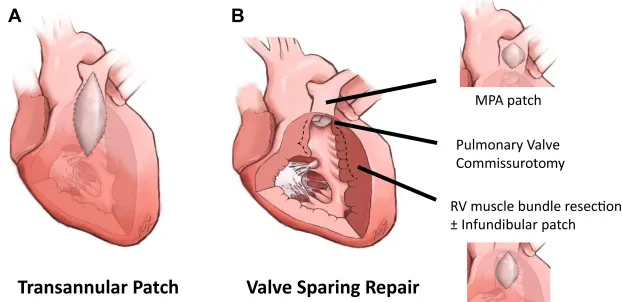 A
B
MPA patch
Pulmonary Valve
Commissurotomy
RV muscle bundle resection
± Infundibular patch
Transannular Patch
Valve Sparing Repair